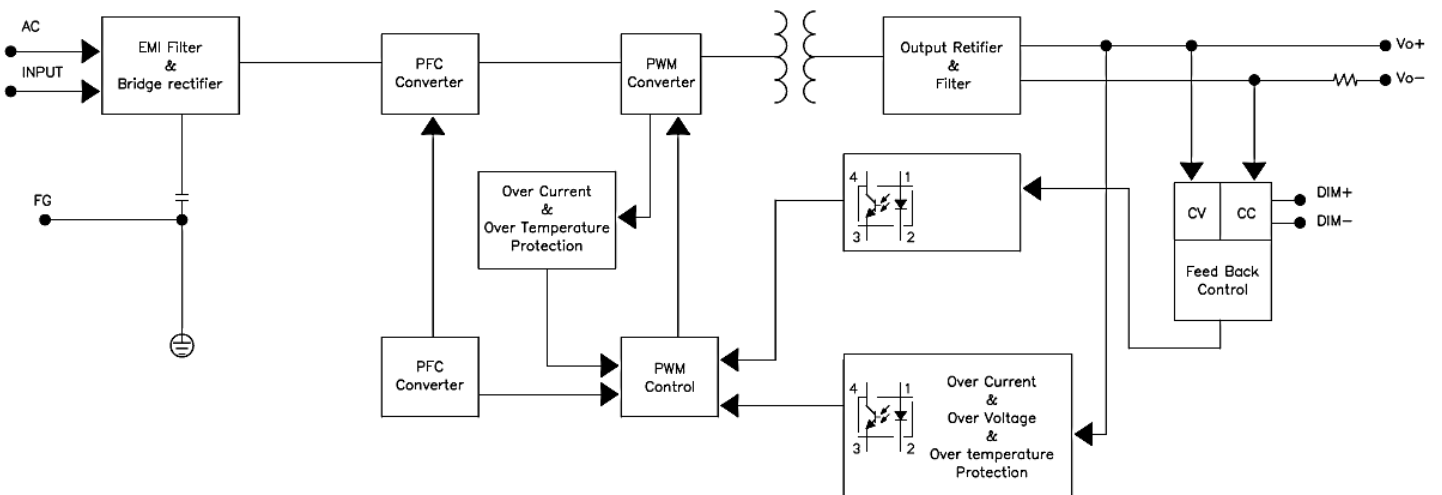 AC
INPUT
FG
EMI Filter
&
Bridge rectifier
PFC
Converter
PWM
Converter
Output Retifier
&
Filter
Vo+
Vo-
Over Current
&
Over Temperature
Protection
4
1
3
2
CV
CC
DIM+
DIM-
Feed Back
Control
PFC
Converter
PWM
Control
4
1
3
2
Over Current
&
Over Voltage
&
Over temperature
Protection